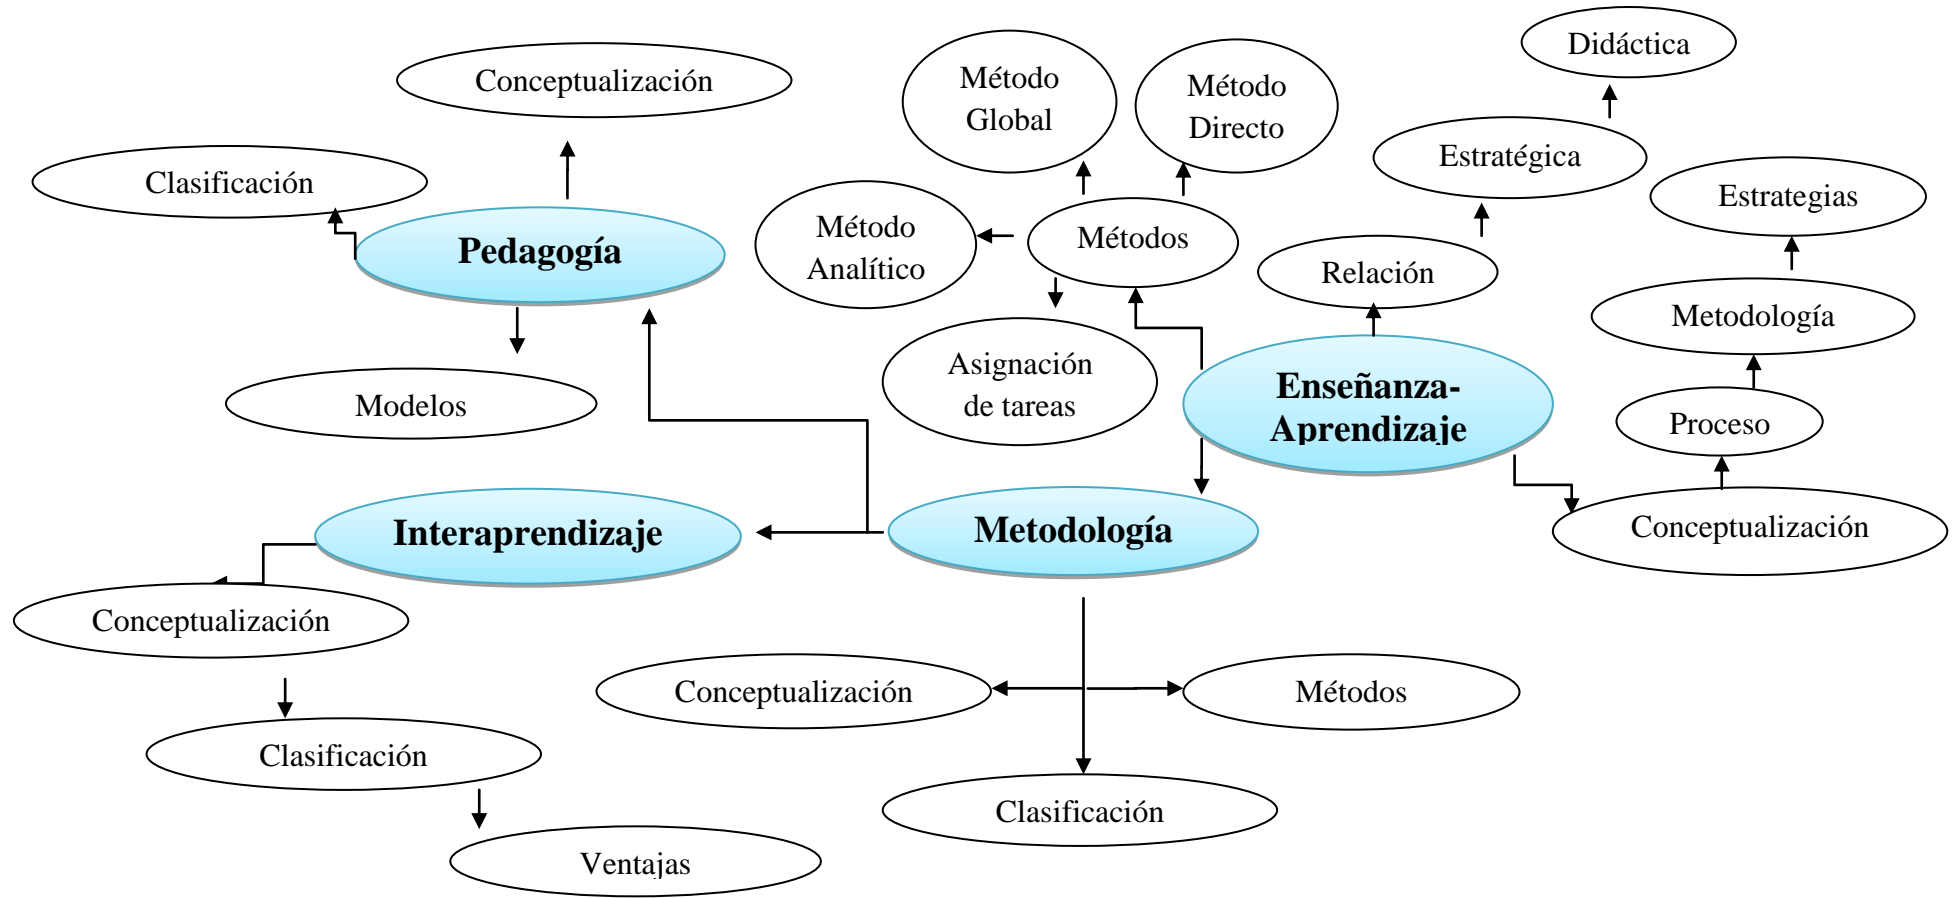 Didáctica
Conceptualización
Método
Global
Método
Directo
Estratégica
Clasificación
Estrategias
Pedagogía
Método
Analítico
Métodos
Relación
Metodología
Asignación
de tareas
Enseñanza-
Aprendizaje
Modelos
Proceso
Interaprendizaje
Metodología
Conceptualización
Conceptualización
Conceptualización
Métodos
Clasificación
Clasificación
Ventajas